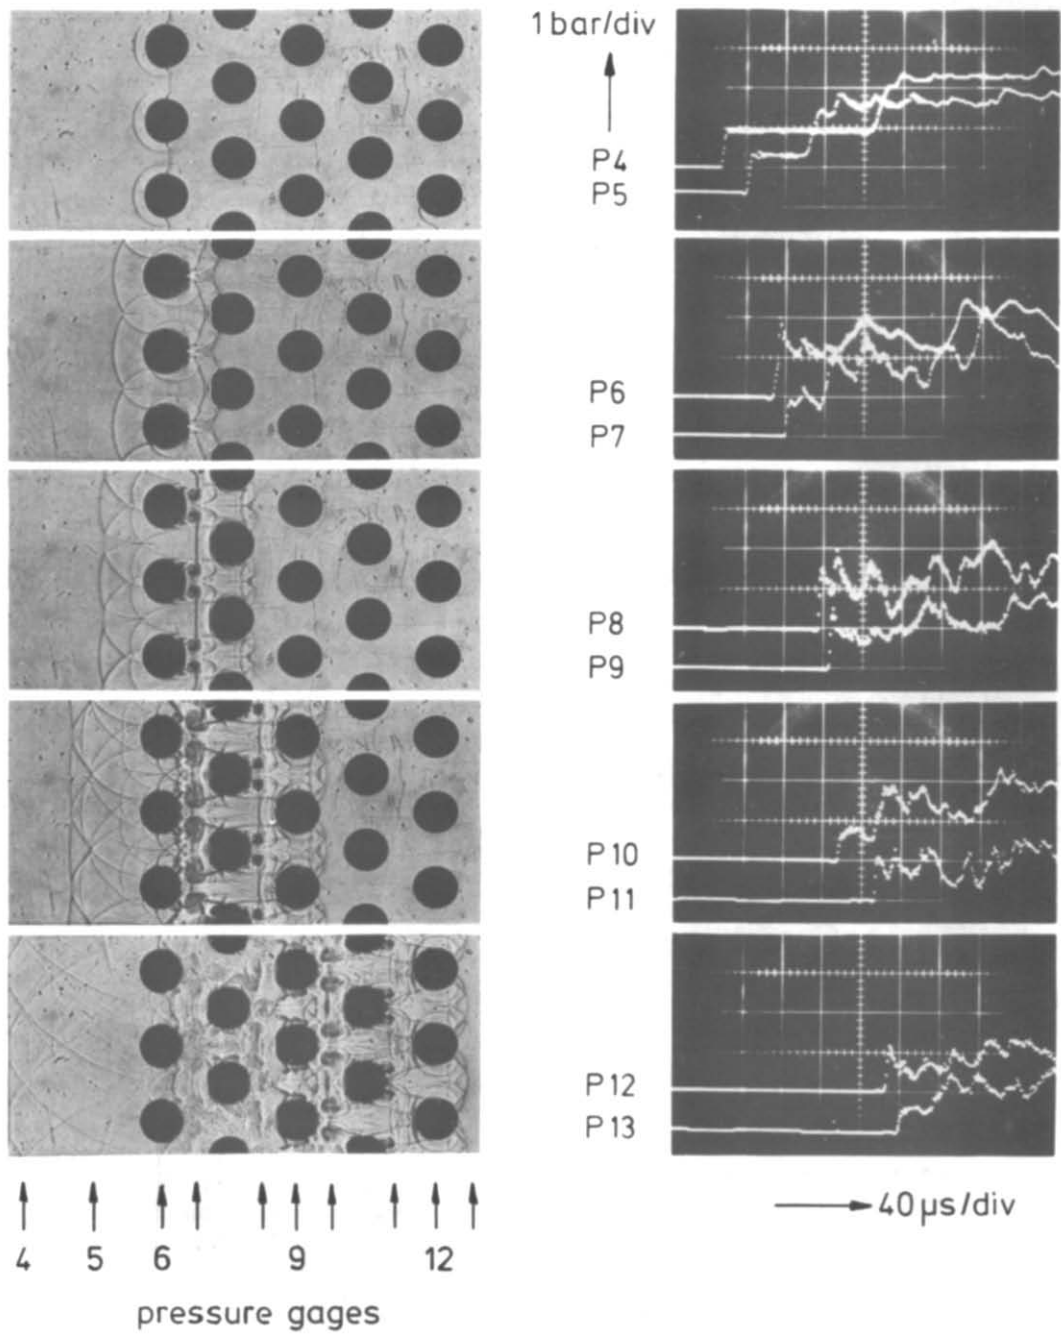 1 bar/div
P4
P5
P6
P7
P8
P9
P10
P11
P12
P13
40 μs/div
4 5 6 9 12
pressure gages